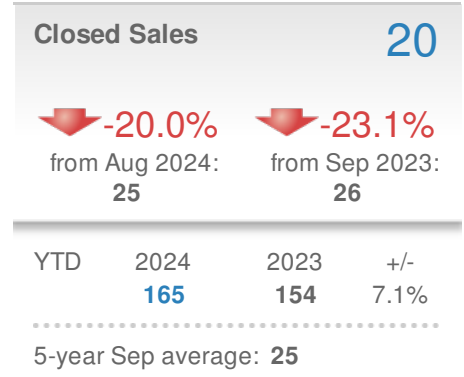 Closed Sales 20
-20.0% -23.1%
from Aug 2024: from Sep 2023:
25 26
YTD 2024 2023 +/-
165 154 7.1%
5-year Sep average: 25